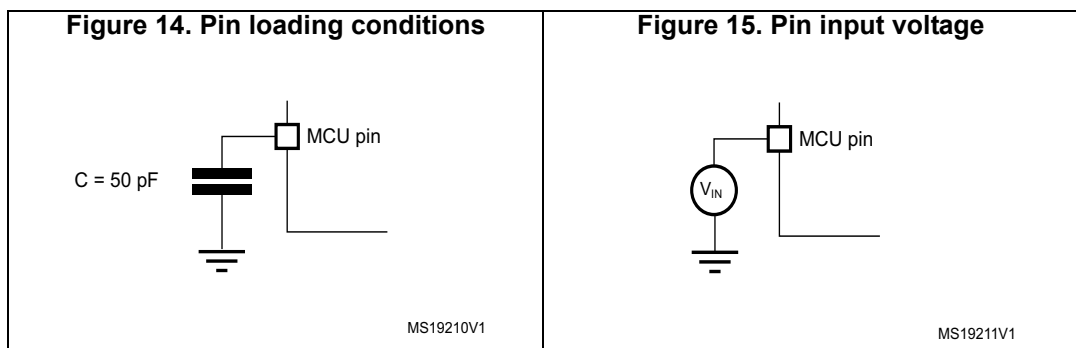 Figure 14. Pin loading conditions
MCU pin
C = 50 pF
MS19210V1
Figure 15. Pin input voltage
MCU pin
VIN
MS19211V1